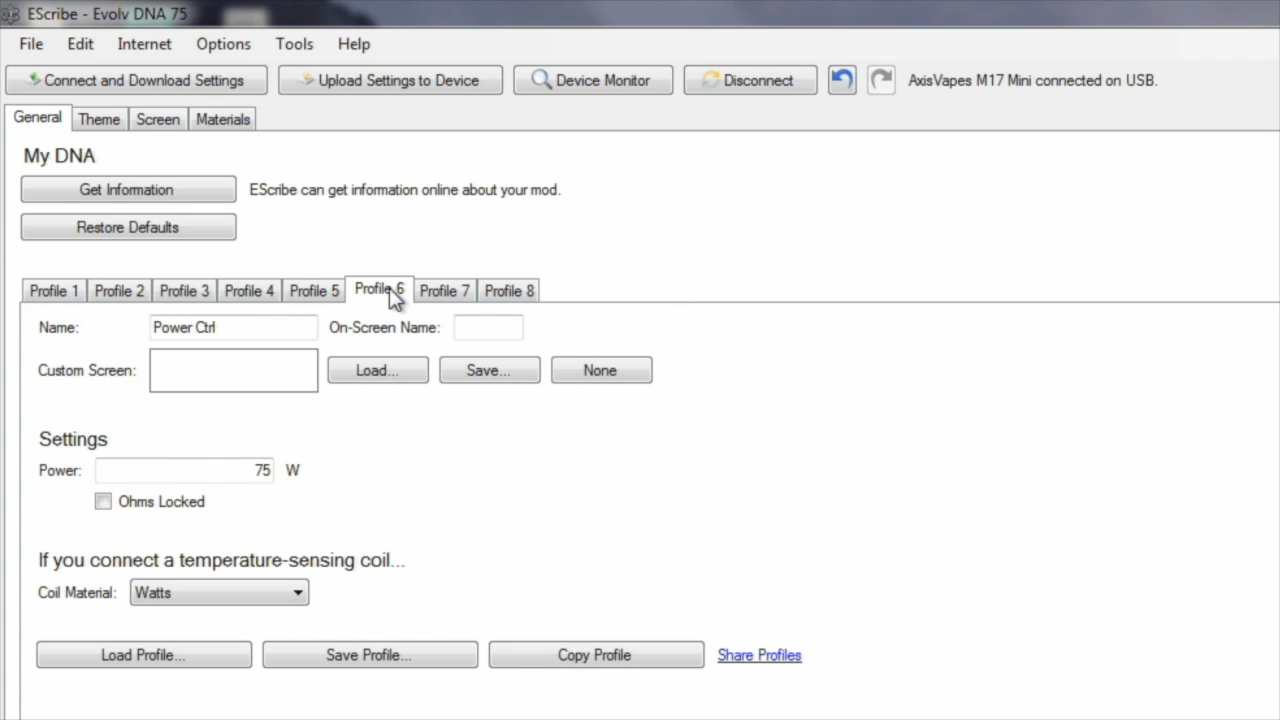 EScribe - Evolv DNA 75
File Edit Internet Options Tools Help
Connect and Download Settings Upload Settings to Device Device Monitor Disconnect AxisVapes M17 Mini connected on USB.
General Theme Screen Materials
My DNA
Get Information EScribe can get information online about your mod.
Restore Defaults
Profile 1 Profile 2 Profile 3 Profile 4 Profile 5 Profile 6 Profile 7 Profile 8
Name: Power Ctrl On-Screen Name:
Custom Screen: Load... Save... None
Settings
Power: 75 W
Ohms Locked
If you connect a temperature-sensing coil...
Coil Material: Watts
Load Profile... Save Profile... Copy Profile Share Profiles